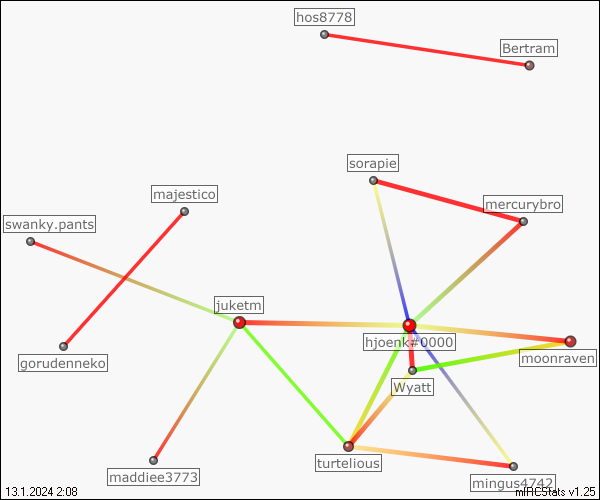 hos8778
Bertram
sorapie
majestico
mercurybro
swanky.pants
juketm
hjoenk#0000
gorudenneko
moonraven
Wyatt
turtelious
maddiee3773
mingus4742
13.1.2024 2:08
mIRCStats v1.25